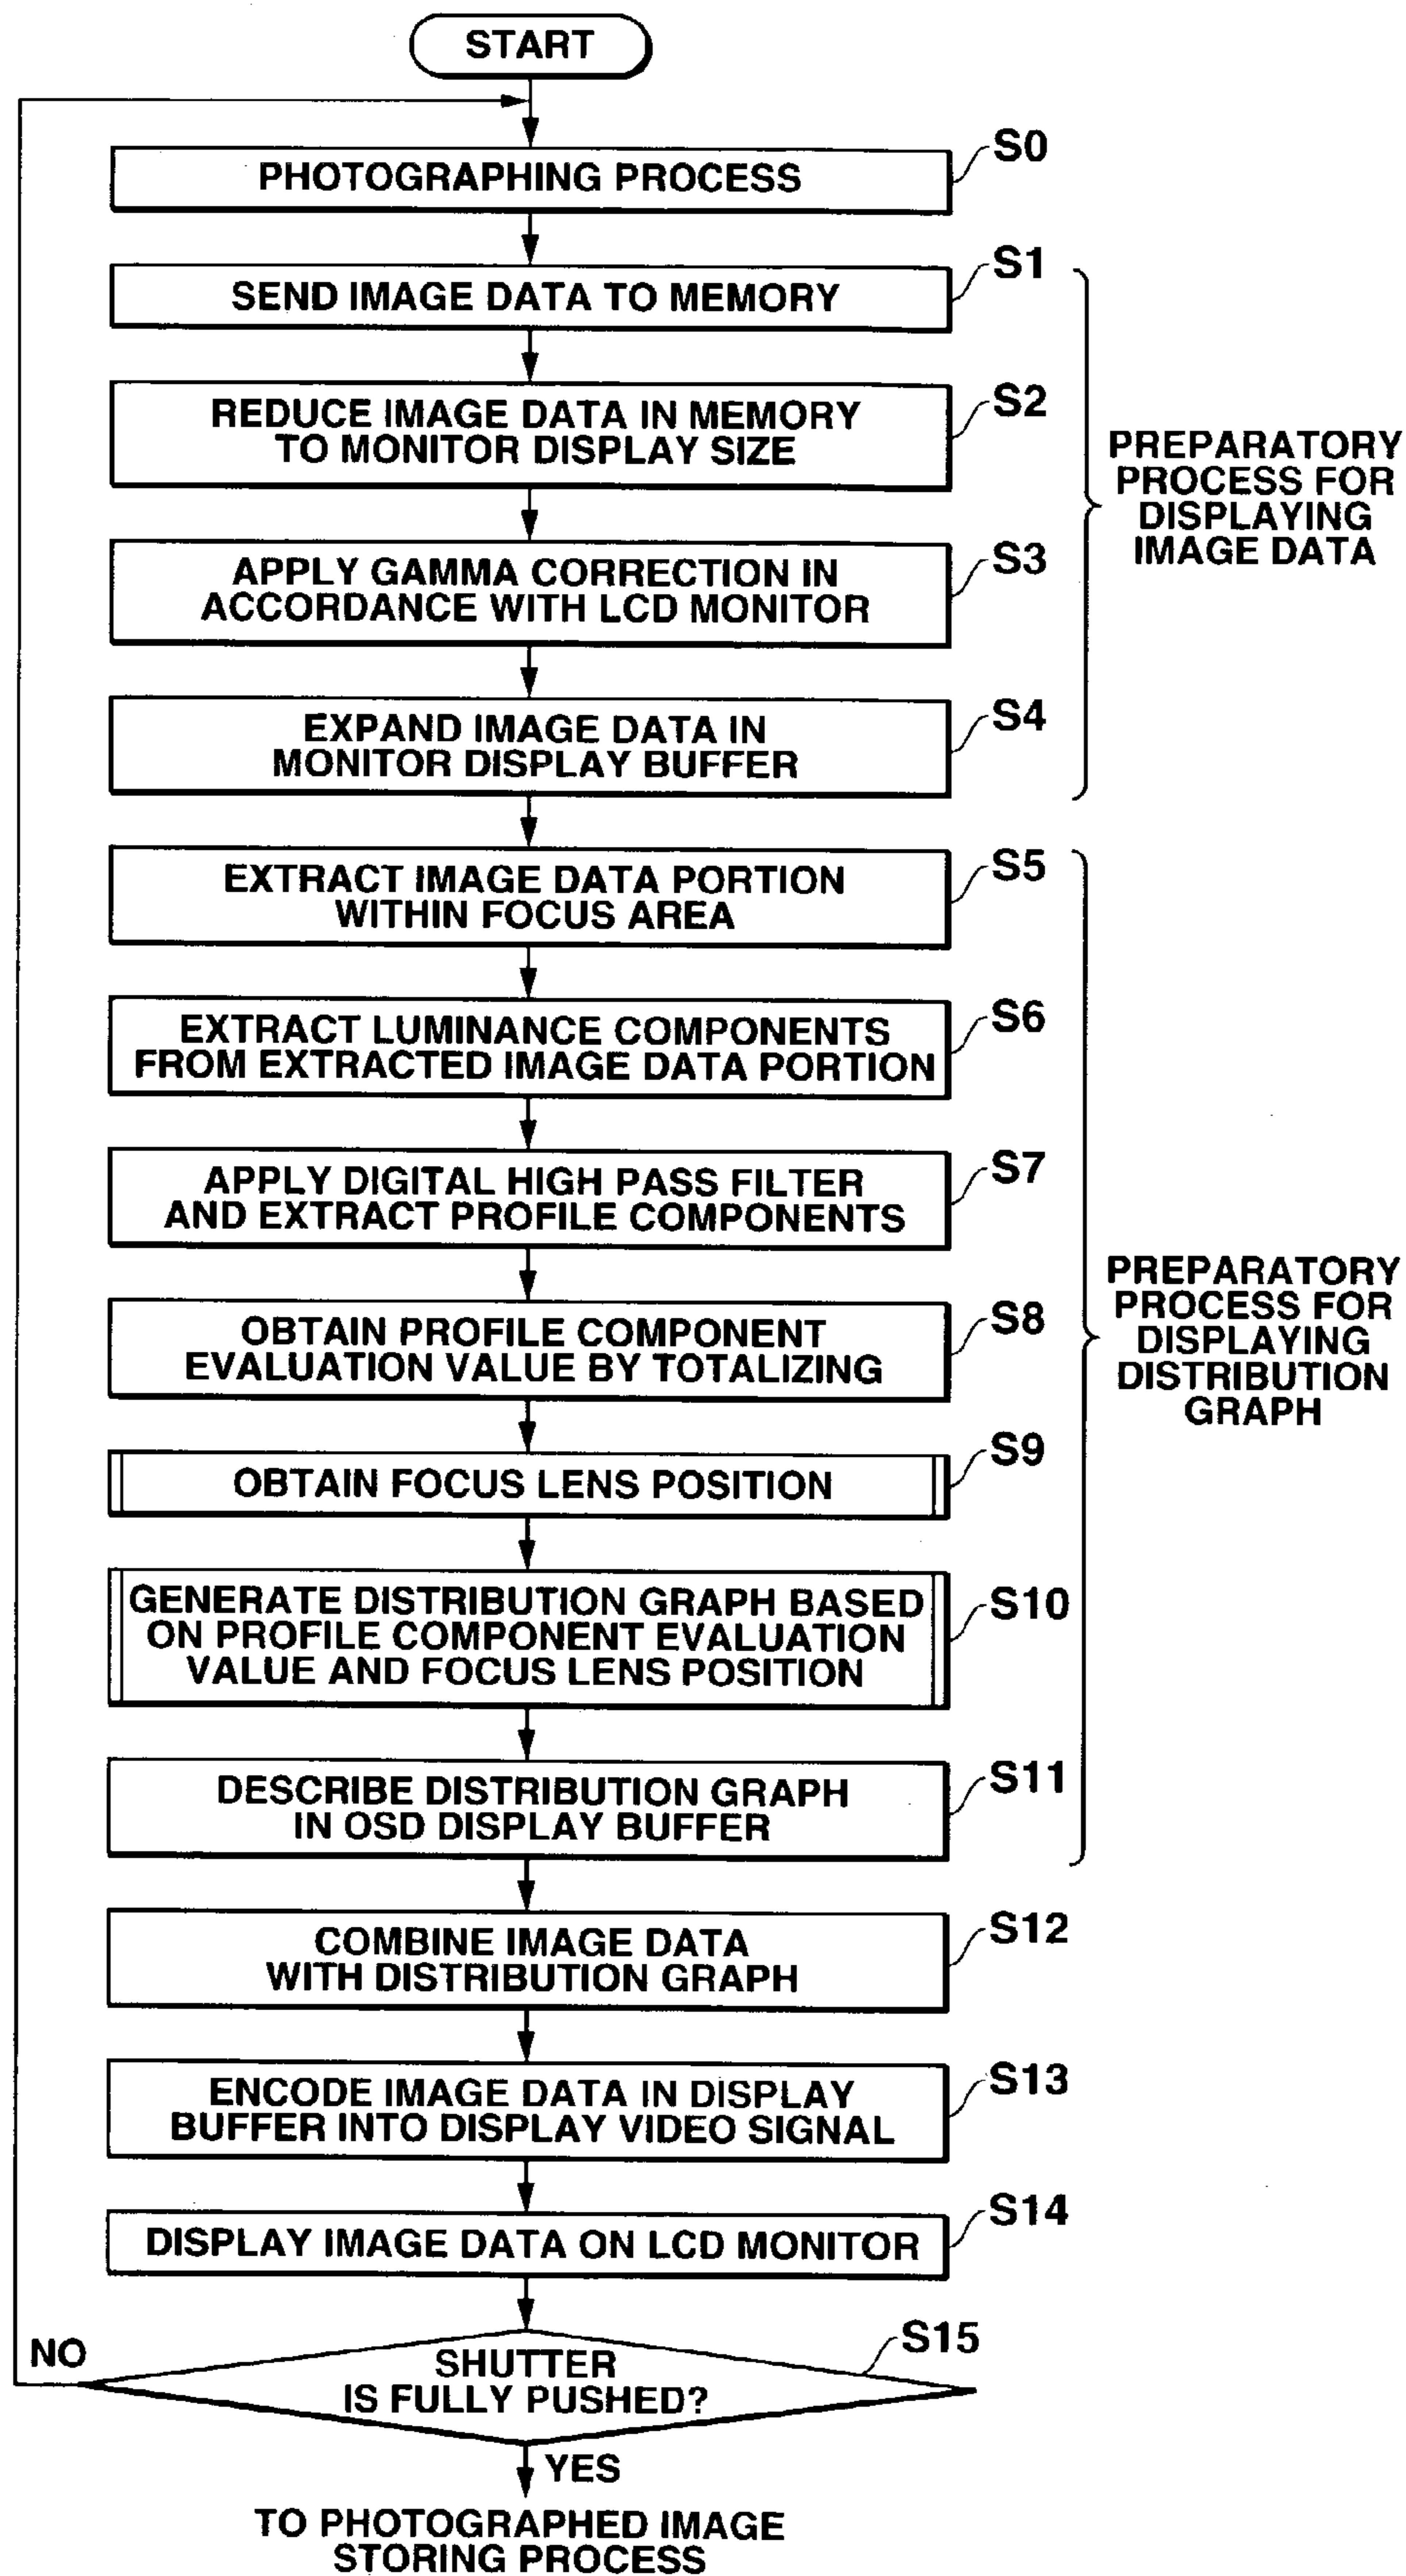 START
PHOTOGRAPHING PROCESS
S0
SEND IMAGE DATA TO MEMORY
S1
REDUCE IMAGE DATA IN MEMORY
TO MONITOR DISPLAY SIZE
S2
APPLY GAMMA CORRECTION IN
ACCORDANCE WITH LCD MONITOR
S3
EXPAND IMAGE DATA IN
MONITOR DISPLAY BUFFER
S4
PREPARATORY
PROCESS FOR
DISPLAYING
IMAGE DATA
EXTRACT IMAGE DATA PORTION
WITHIN FOCUS AREA
S5
EXTRACT LUMINANCE COMPONENTS
FROM EXTRACTED IMAGE DATA PORTION
S6
APPLY DIGITAL HIGH PASS FILTER
AND EXTRACT PROFILE COMPONENTS
S7
OBTAIN PROFILE COMPONENT
EVALUATION VALUE BY TOTALIZING
S8
OBTAIN FOCUS LENS POSITION
S9
GENERATE DISTRIBUTION GRAPH BASED
ON PROFILE COMPONENT EVALUATION
VALUE AND FOCUS LENS POSITION
S10
DESCRIBE DISTRIBUTION GRAPH
IN OSD DISPLAY BUFFER
S11
PREPARATORY
PROCESS FOR
DISPLAYING
DISTRIBUTION
GRAPH
COMBINE IMAGE DATA
WITH DISTRIBUTION GRAPH
S12
ENCODE IMAGE DATA IN DISPLAY
BUFFER INTO DISPLAY VIDEO SIGNAL
S13
DISPLAY IMAGE DATA ON LCD MONITOR
S14
SHUTTER
IS FULLY PUSHED?
S15
NO
YES
TO PHOTOGRAPHED IMAGE
STORING PROCESS